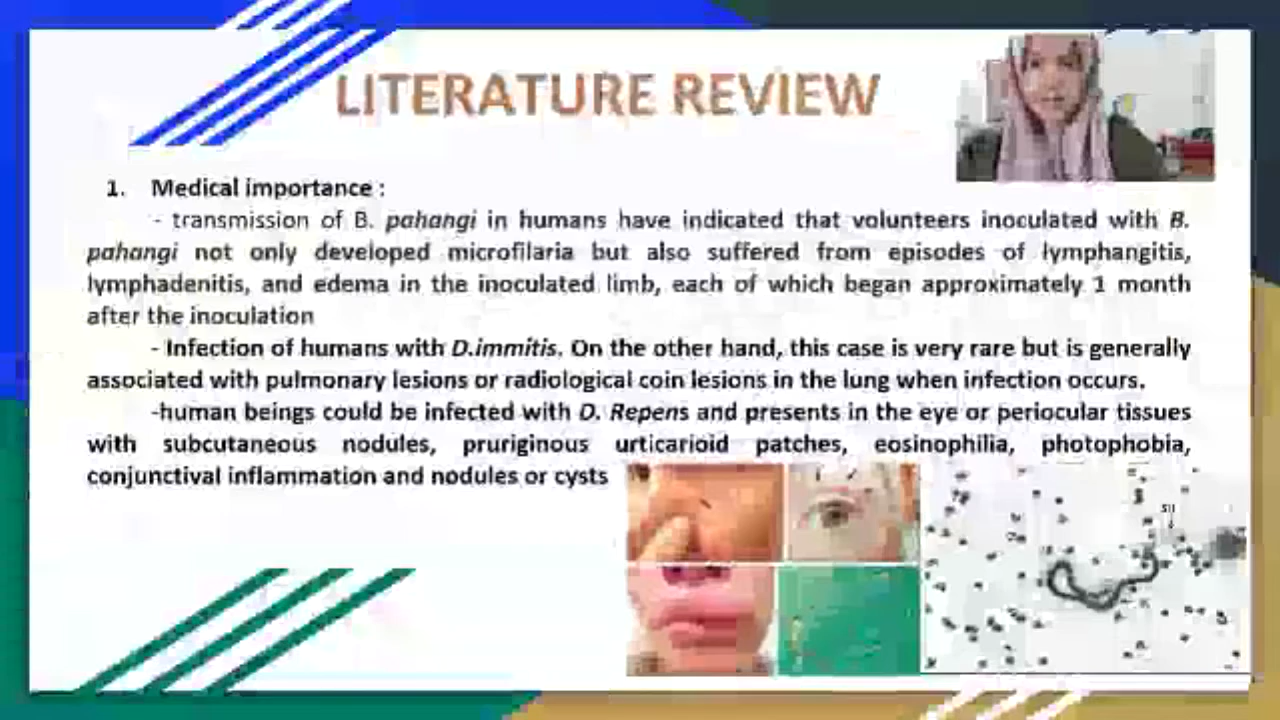 LITERATURE REVIEW
1. Medical importance :
- transmission of B. pahangi in humans have indicated that volunteers inoculated with B.
pahangi not only developed microfilaria but also suffered from episodes of lymphangitis,
lymphadenitis, and edema in the inoculated limb, each of which began approximately 1 month
after the inoculation
- Infection of humans with D.immitis. On the other hand, this case is very rare but is generally
associated with pulmonary lesions or radiological coin lesions in the lung when infection occurs.
-human beings could be infected with D. Repens and presents in the eye or periocular tissues
with subcutaneous nodules, pruriginous urticarioid patches, eosinophilia, photophobia,
conjunctival inflammation and nodules or cysts